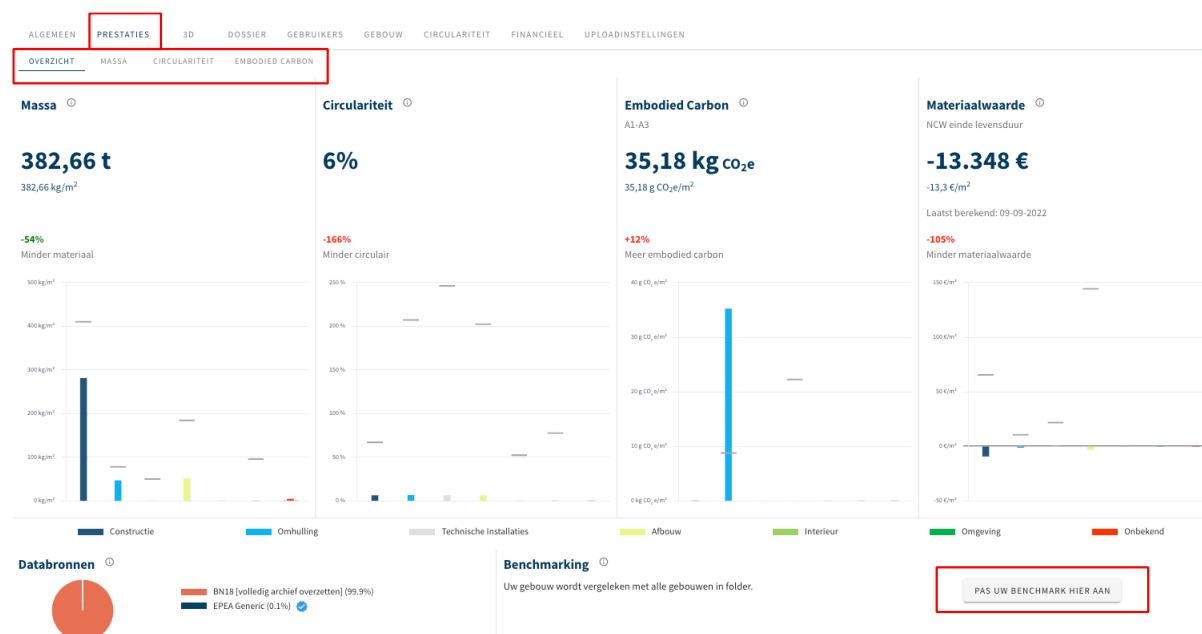 ALGEMEEN PRESTATIES 3D DOSSIER GEBRUIKERS GEBOUW CIRCULARITEIT FINANCIEEL UPLOADINSTELLINGEN
OVERZICHT MASSA CIRCULARITEIT EMBODIED CARBON
Massa
382,66 t
382,66 kg/m²
-54%
Minder materiaal
500 kg/m²
400 kg/m²
300 kg/m²
200 kg/m²
100 kg/m²
0 kg/m²
Circulariteit
6%
-166%
Minder circulair
250 %
200 %
150 %
100 %
50 %
0 %
Embodied Carbon
A1-A3
35,18 kg CO₂e
35,18 g CO₂e/m²
+12%
Meer embodied carbon
40 g CO₂ e/m²
30 g CO₂ e/m²
20 g CO₂ e/m²
10 g CO₂ e/m²
0 kg CO₂ e/m²
Materiaalwaarde
NCW einde levensduur
-13.348 €
-13,3 €/m²
Laatst berekend: 09-09-2022
-105%
Minder materiaalwaarde
150 €/m²
100 €/m²
50 €/m²
0 €/m²
-50 €/m²
Constructie Omhulling Technische Installaties Afbouw Interieur Omgeving Onbekend
Databronnen
BN18 [volledig archief overzetten] (99.9%)
EPEA Generic (0.1%)
Benchmarking
Uw gebouw wordt vergeleken met alle gebouwen in folder.
PAS UW BENCHMARK HIER AAN